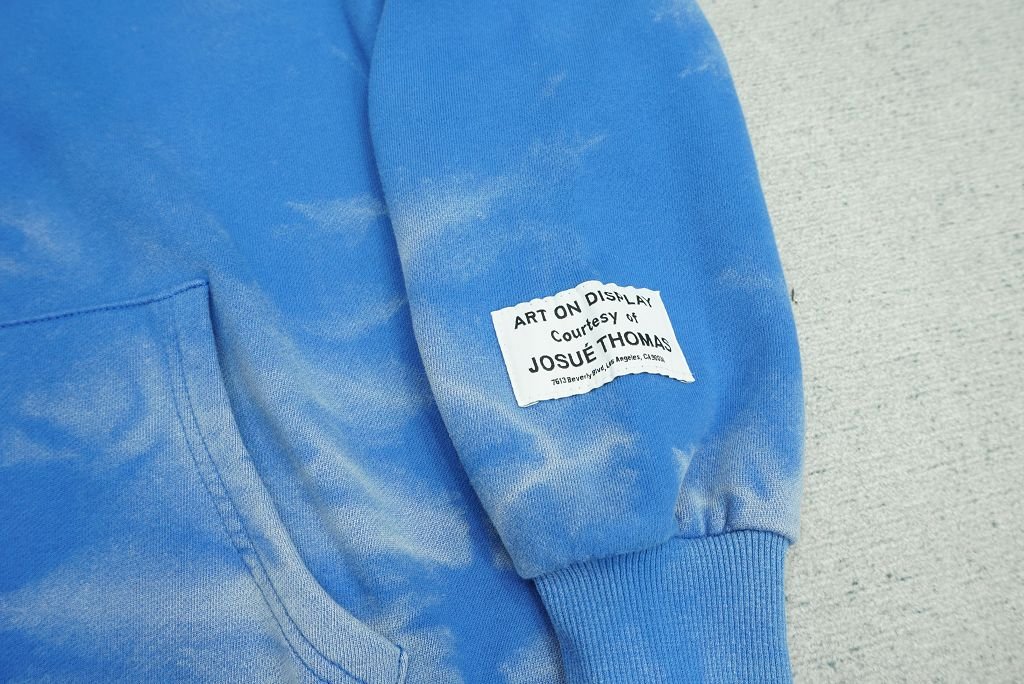 ART ON DISPLAY
Courtesy of
JOSUÉ THOMAS
7613 Beverly Blvd, Los Angeles, CA 90036